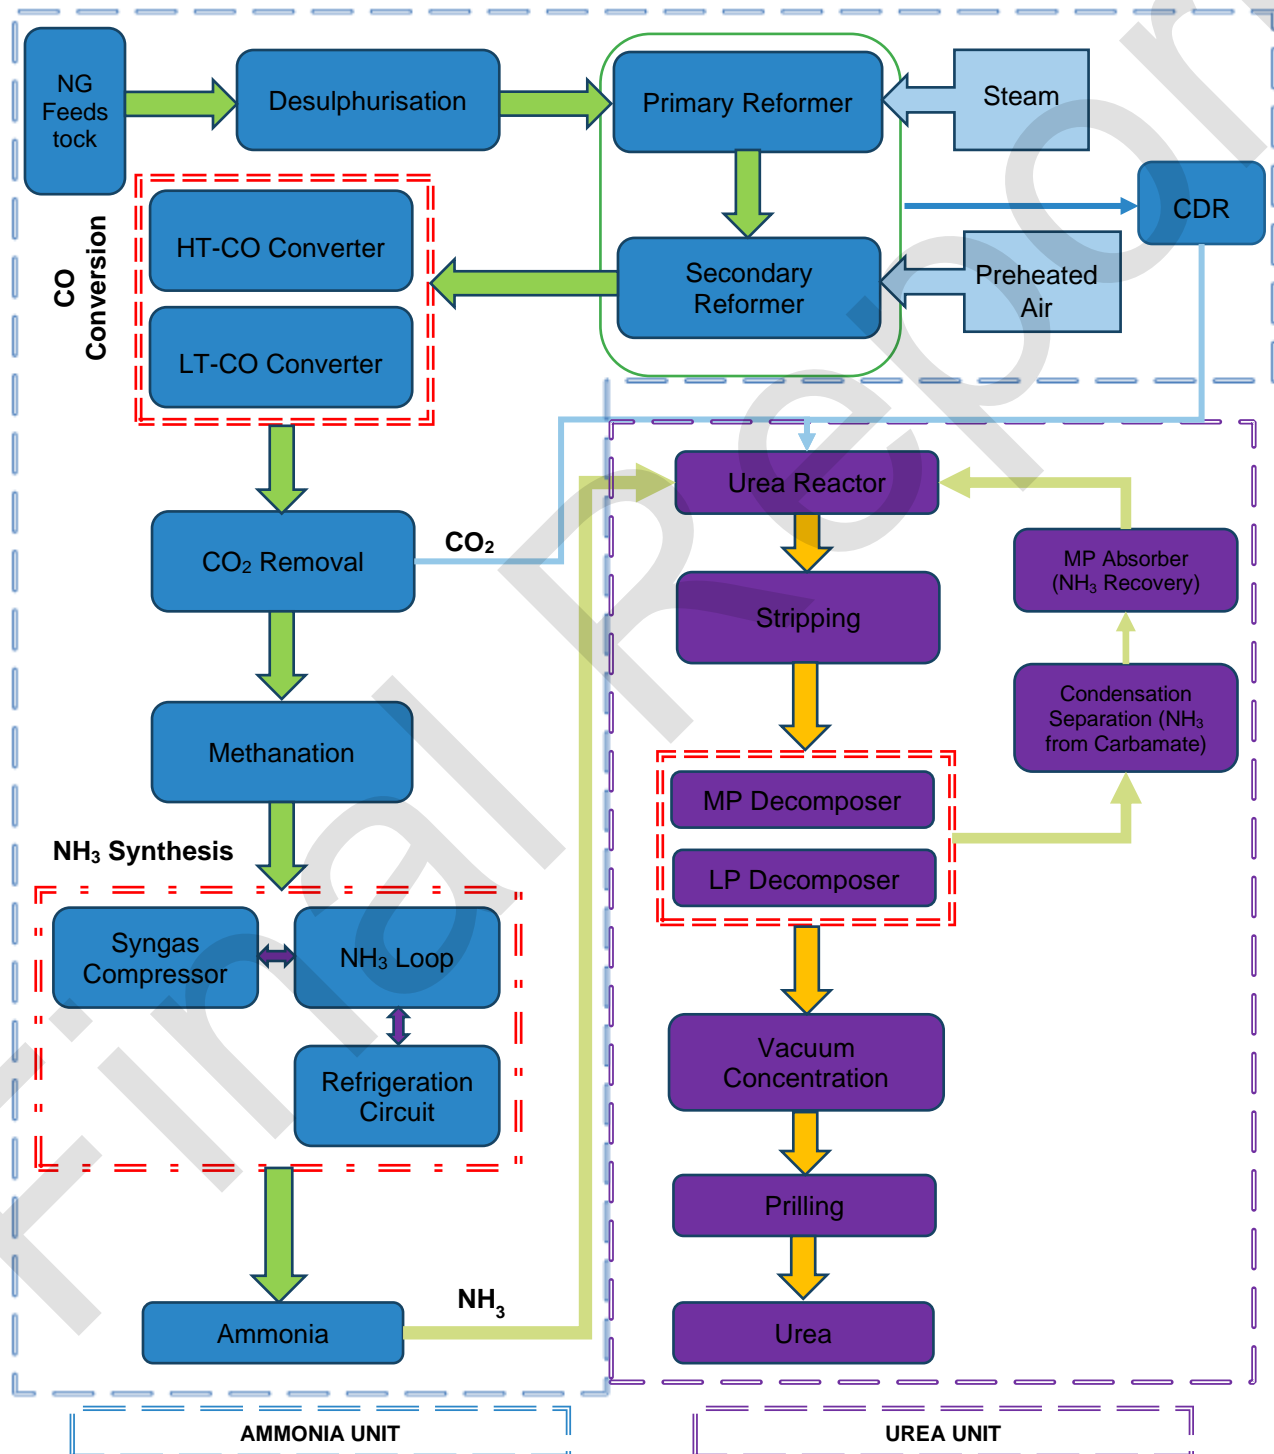 NG
Feeds
tock
Desulphurisation
Primary Reformer
Steam
CDR
CO
Conversion
HT-CO Converter
LT-CO Converter
Secondary
Reformer
Preheated
Air
CO₂ Removal
CO₂
Methanation
NH₃ Synthesis
Syngas
Compressor
NH₃ Loop
Refrigeration
Circuit
Ammonia
NH₃
Urea Reactor
Stripping
MP Absorber
(NH₃ Recovery)
Condensation
Separation (NH₃
from Carbamate)
MP Decomposer
LP Decomposer
Vacuum
Concentration
Prilling
Urea
AMMONIA UNIT
UREA UNIT
Final Report